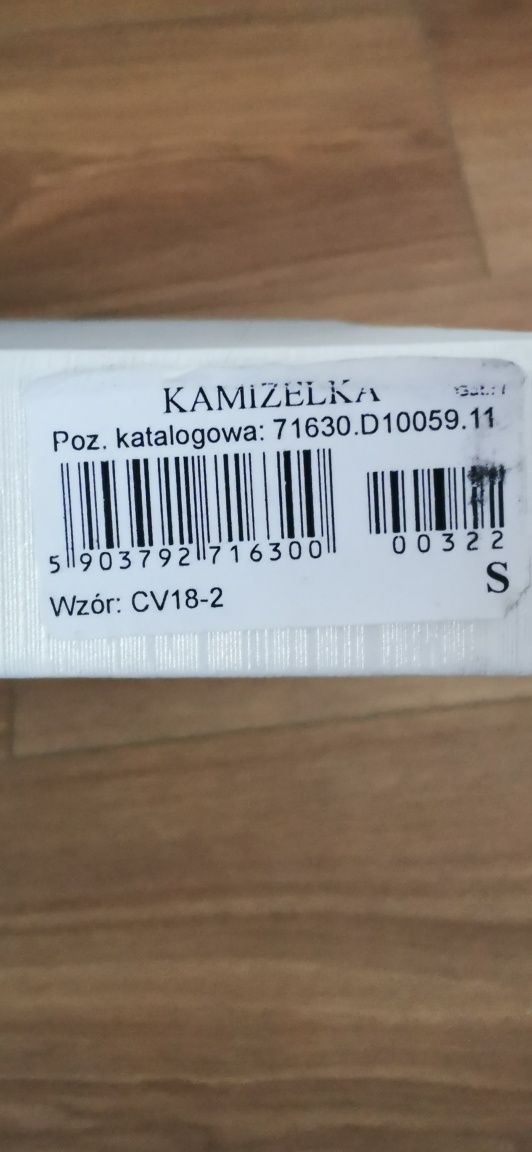 KAMIZELKA
Poz. katalogowa: 71630.D10059.11
5 903792 716300
00322
S
Wzór: CV18-2